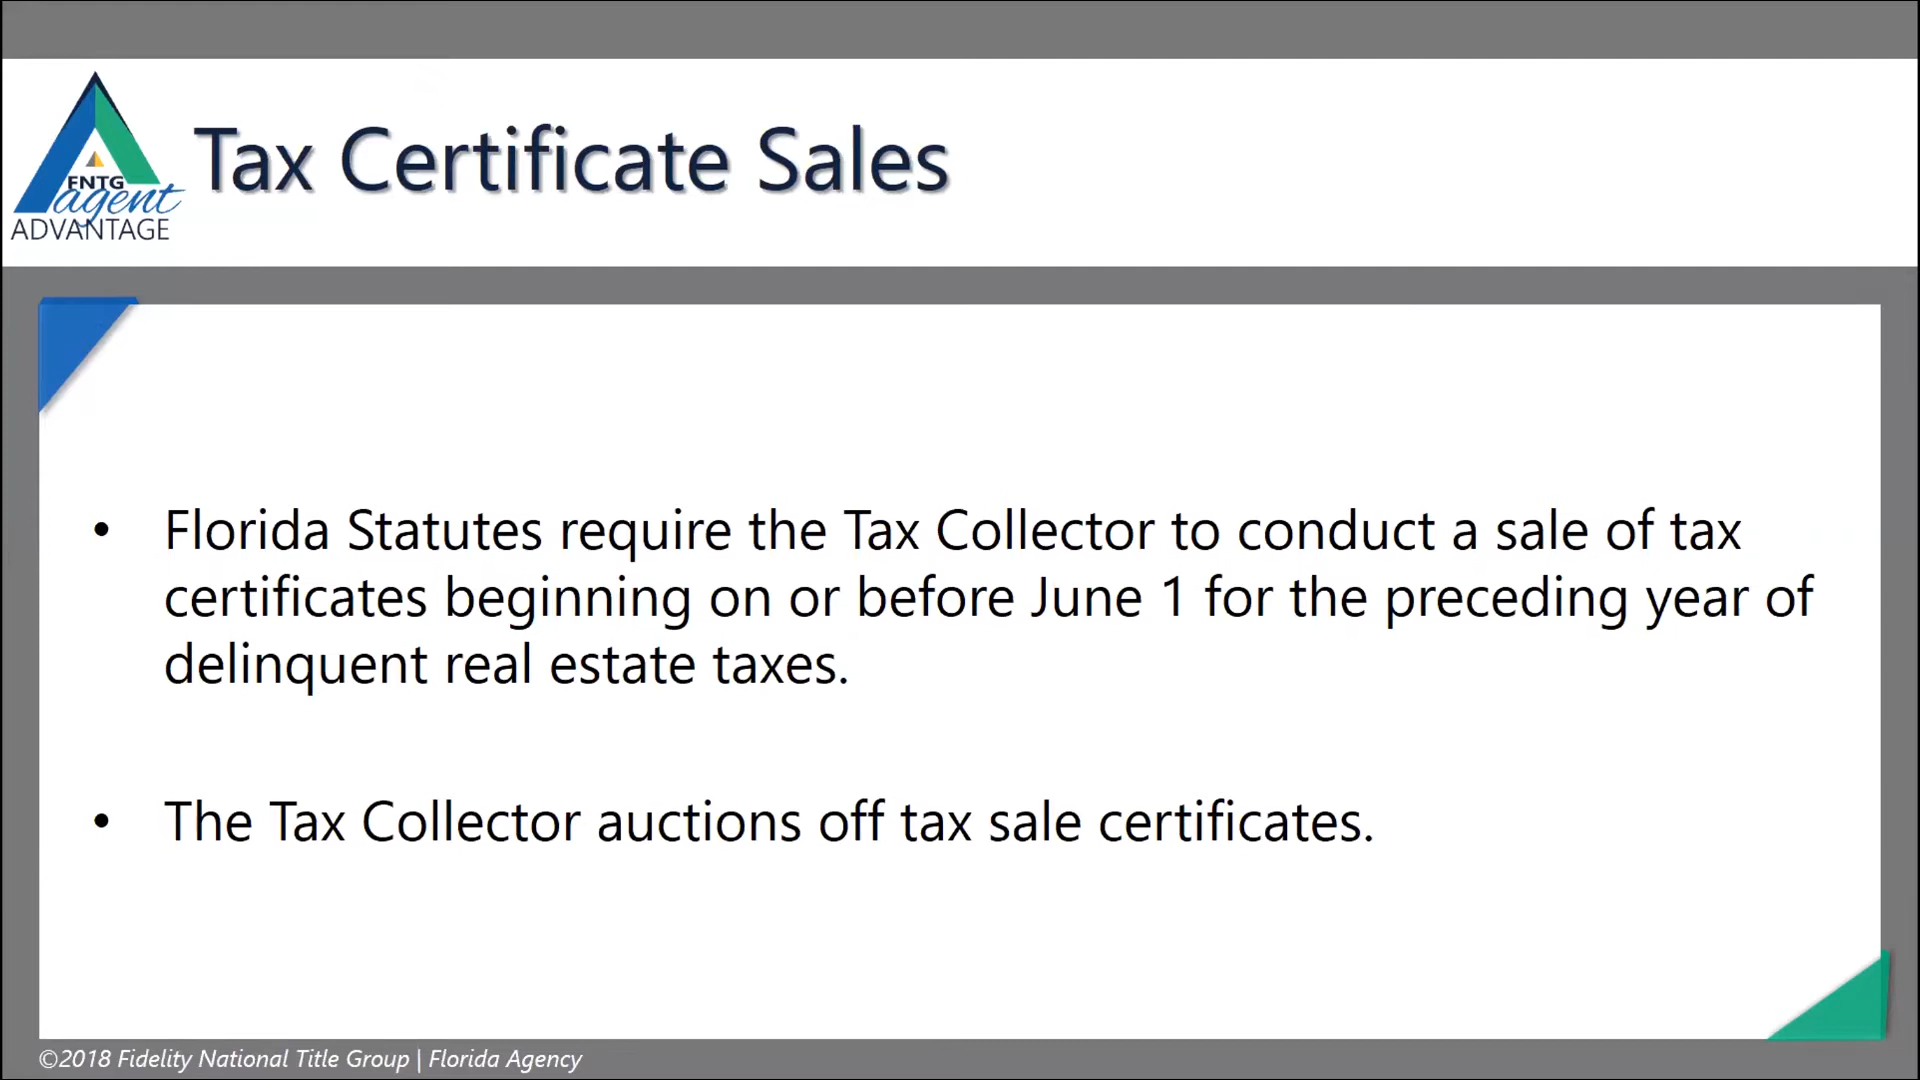 FNTG
agent
ADVANTAGE
Tax Certificate Sales
• Florida Statutes require the Tax Collector to conduct a sale of tax
certificates beginning on or before June 1 for the preceding year of
delinquent real estate taxes.
• The Tax Collector auctions off tax sale certificates.
©2018 Fidelity National Title Group | Florida Agency